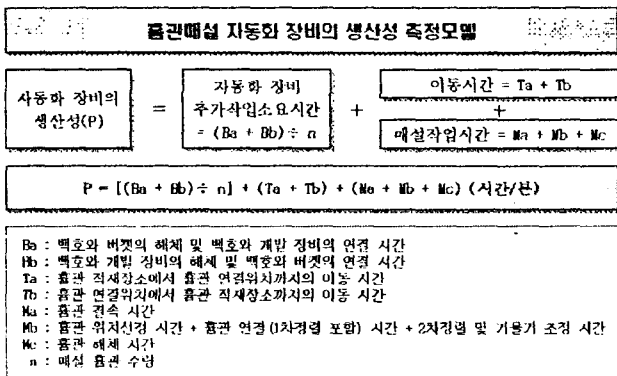 흄관매설 자동화 장비의 생산성 측정모델
자동화 장비의
생산성(P)
=
자동화 장비
추가작업소요시간
= (Ba + Bb) ÷ n
+
이동시간 = Ta + Tb
+
매설작업시간 = Ma + Mb + Mc
P = [(Ba + Bb) ÷ n] + (Ta + Tb) + (Ma + Mb + Mc) (시간/본)
Ba : 백호와 버켓의 해체 및 백호와 개발 장비의 연결 시간
Bb : 백호와 개발 장비의 해체 및 백호와 버켓의 연결 시간
Ta : 흄관 적재장소에서 흄관 연결위치까지의 이동 시간
Tb : 흄관 연결위치에서 흄관 적재장소까지의 이동 시간
Ma : 흄관 결속 시간
Mb : 흄관 위치선정 시간 + 흄관 연결(1차정렬 포함) 시간 + 2차정렬 및 기울기 조정 시간
Mc : 흄관 해체 시간
n : 매설 흄관 수량